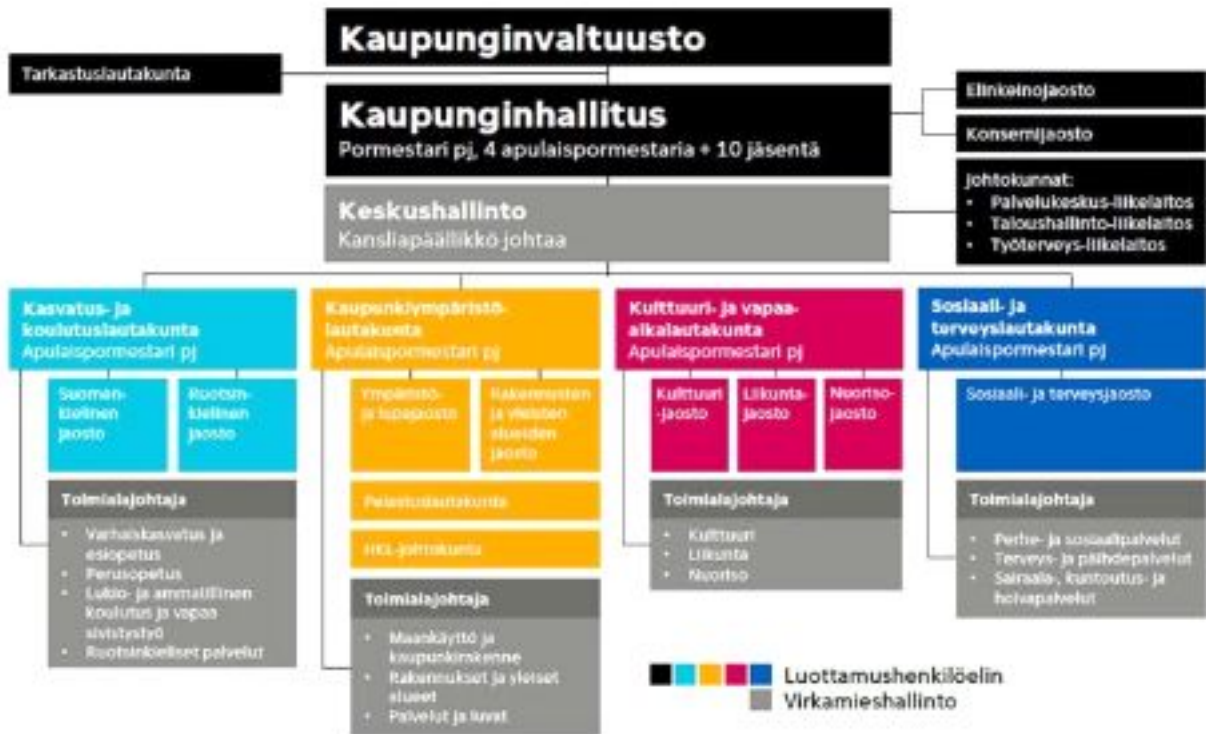 Kaupunginvaltuusto
Tarkastuslautakunta
Kaupunginhallitus
Pormestari pj, 4 apulaispormestaria + 10 jäsentä
Elinkeinojaosto
Konsernijaosto
Johtokunnat:
• Palvelukeskus-liikelaitos
• Taloushallinto-liikelaitos
• Työterveys-liikelaitos
Keskushallinto
Kansliapäällikkö johtaa
Kasvatus- ja
koulutuslautakunta
Apulaispormestari pj
Suomen-
kielinen
jaosto
Ruotsin-
kielinen
jaosto
Toimialajohtaja
• Varhaiskasvatus ja
esiopetus
• Perusopetus
• Lukio- ja ammatillinen
koulutus ja vapaa
sivistystyö
• Ruotsinkieliset palvelut
Kaupunkiympäristö-
lautakunta
Apulaispormestari pj
Ympäristö-
ja lupajaosto
Rakennusten
ja yleisten
alueiden
jaosto
Pelastuslautakunta
HKL-johtokunta
Toimialajohtaja
• Maankäyttö ja
kaupunkirakenne
• Rakennukset ja yleiset
alueet
• Palvelut ja luvat
Kulttuuri- ja vapaa-
aikalautakunta
Apulaispormestari pj
Kulttuuri
-jaosto
Liikunta-
jaosto
Nuoriso-
jaosto
Toimialajohtaja
• Kulttuuri
• Liikunta
• Nuoriso
Sosiaali- ja
terveyslautakunta
Apulaispormestari pj
Sosiaali- ja terveysjaosto
Toimialajohtaja
• Perhe- ja sosiaalipalvelut
• Terveys- ja päihdepalvelut
• Sairaala-, kuntoutus- ja
hoivapalvelut
Luottamushenkilöelin
Virkamieshallinto